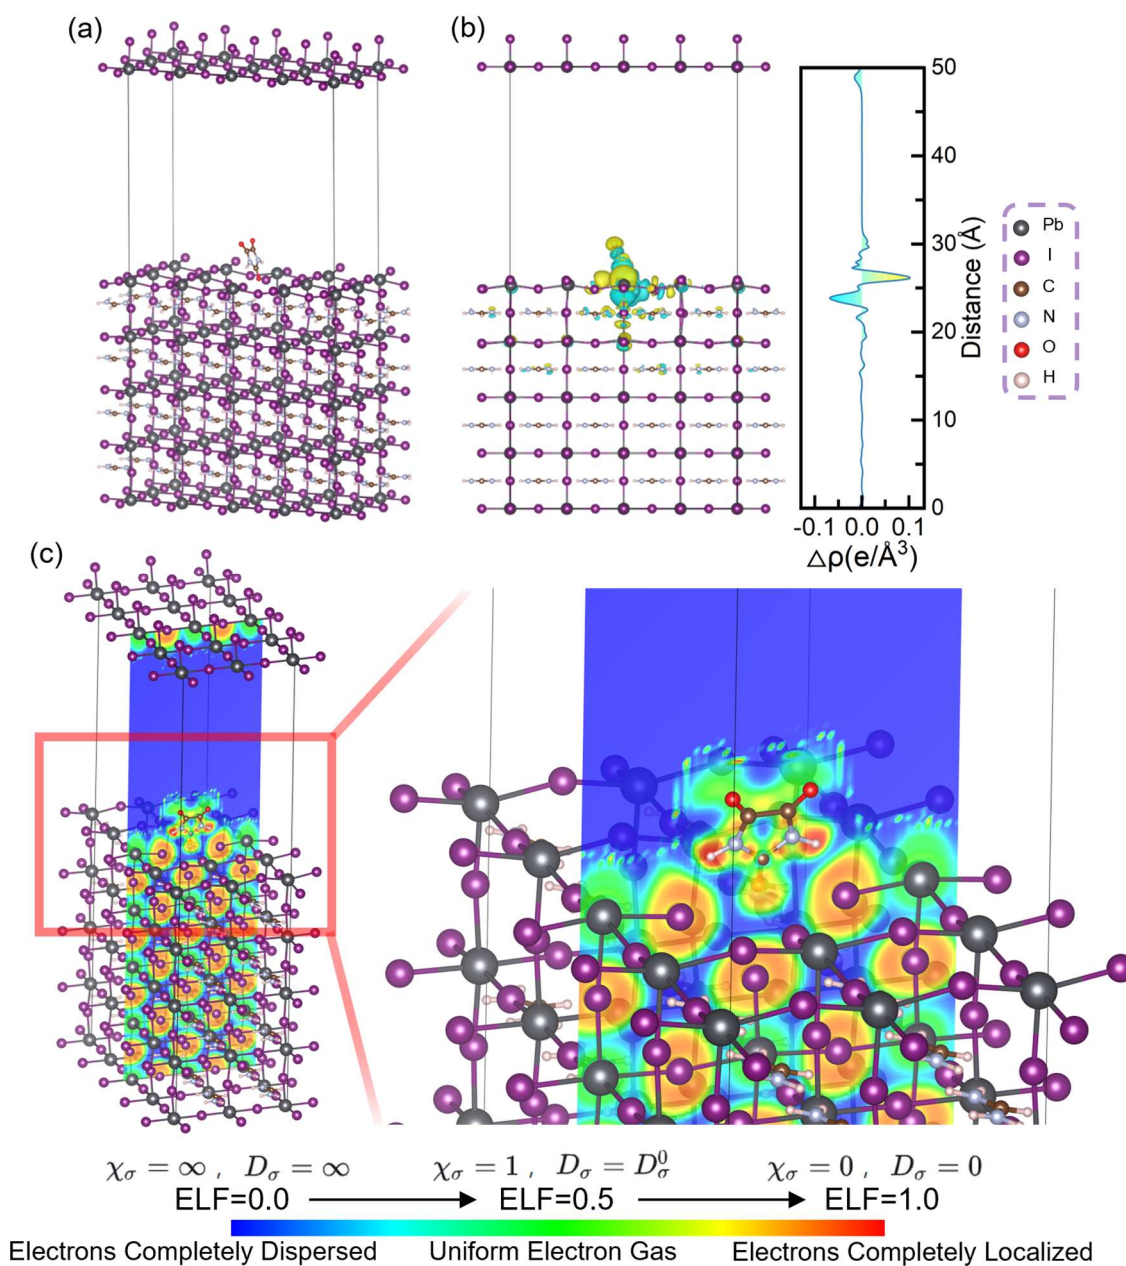 (a)
(b)
50
40
30
20
10
0
Distance (Å)
-0.1 0.0 0.1
△ρ(e/Å³)
Pb
I
C
N
O
H
(c)
χσ = ∞ , Dσ = ∞
χσ = 1 , Dσ = D⁰σ
χσ = 0 , Dσ = 0
ELF=0.0
ELF=0.5
ELF=1.0
Electrons Completely Dispersed
Uniform Electron Gas
Electrons Completely Localized